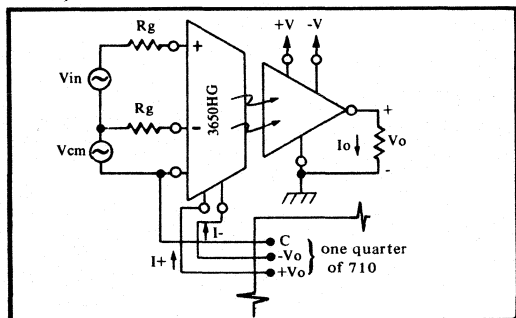 +V -V
Rg
+
Vin
3650HG
Rg
-
+
Io
Vo
-
Vcm
I-
I+
C
-Vo
+Vo
one quarter
of 710